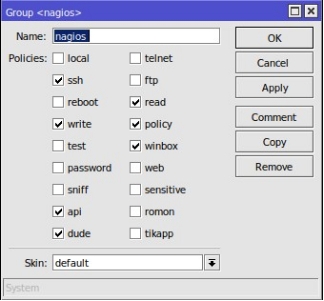 Group <nagios>
Name: nagios OK
Policies: local telnet Cancel
ssh ftp
reboot read Apply
write policy Comment
test winbox Copy
password web Remove
sniff sensitive
api romon
dude tikapp
Skin: default
System